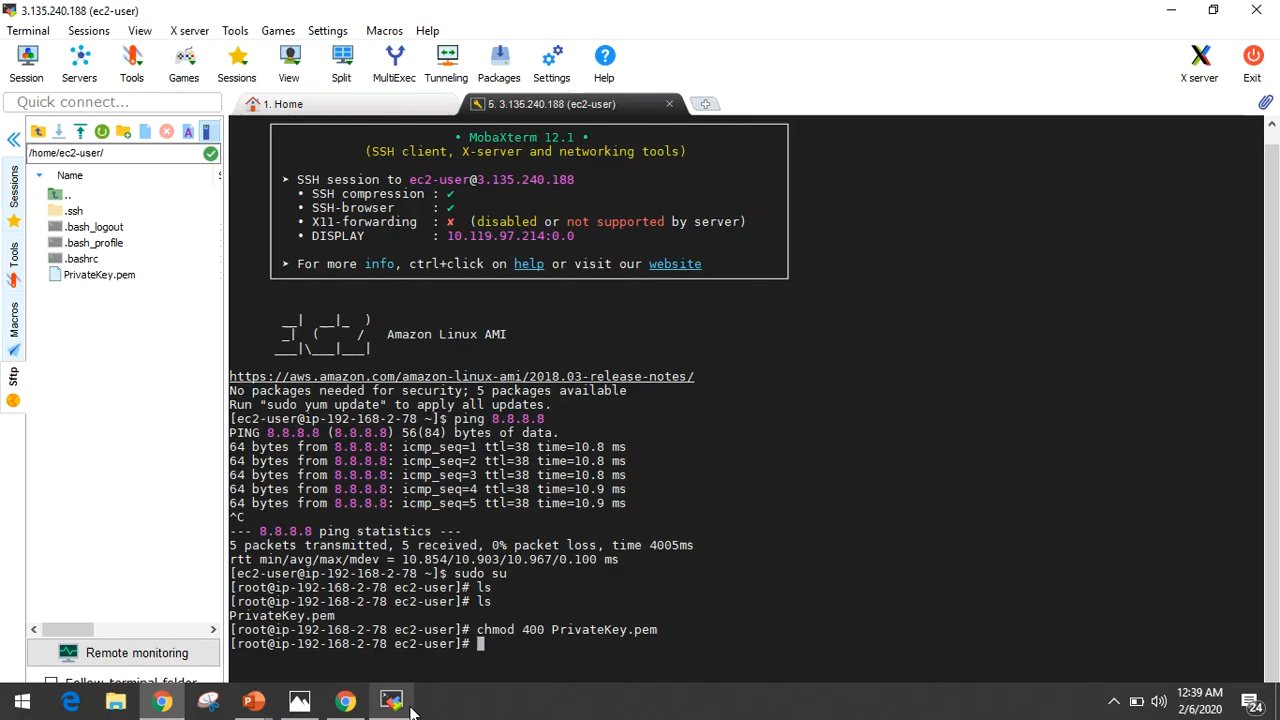 3.135.240.188 (ec2-user)
Terminal Sessions View X server Tools Games Settings Macros Help
Session Servers Tools Games Sessions View Split MultiExec Tunneling Packages Settings Help X server Exit
Quick connect...
1. Home
5. 3.135.240.188 (ec2-user)
/home/ec2-user/
Name
..
.ssh
.bash_logout
.bash_profile
.bashrc
PrivateKey.pem
Sessions
Tools
Macros
Sftp
Remote monitoring
Follow terminal folder
• MobaXterm 12.1 •
(SSH client, X-server and networking tools)
➤ SSH session to ec2-user@3.135.240.188
• SSH compression : ✔
• SSH-browser : ✔
• X11-forwarding : ✘ (disabled or not supported by server)
• DISPLAY : 10.119.97.214:0.0
➤ For more info, ctrl+click on help or visit our website
__| __|_ )
_| ( / Amazon Linux AMI
___|\___|___|
https://aws.amazon.com/amazon-linux-ami/2018.03-release-notes/
No packages needed for security; 5 packages available
Run "sudo yum update" to apply all updates.
[ec2-user@ip-192-168-2-78 ~]$ ping 8.8.8.8
PING 8.8.8.8 (8.8.8.8) 56(84) bytes of data.
64 bytes from 8.8.8.8: icmp_seq=1 ttl=38 time=10.8 ms
64 bytes from 8.8.8.8: icmp_seq=2 ttl=38 time=10.8 ms
64 bytes from 8.8.8.8: icmp_seq=3 ttl=38 time=10.8 ms
64 bytes from 8.8.8.8: icmp_seq=4 ttl=38 time=10.9 ms
64 bytes from 8.8.8.8: icmp_seq=5 ttl=38 time=10.9 ms
^C
--- 8.8.8.8 ping statistics ---
5 packets transmitted, 5 received, 0% packet loss, time 4005ms
rtt min/avg/max/mdev = 10.854/10.903/10.967/0.100 ms
[ec2-user@ip-192-168-2-78 ~]$ sudo su
[root@ip-192-168-2-78 ec2-user]# ls
[root@ip-192-168-2-78 ec2-user]# ls
PrivateKey.pem
[root@ip-192-168-2-78 ec2-user]# chmod 400 PrivateKey.pem
[root@ip-192-168-2-78 ec2-user]#
12:39 AM
2/6/2020
24